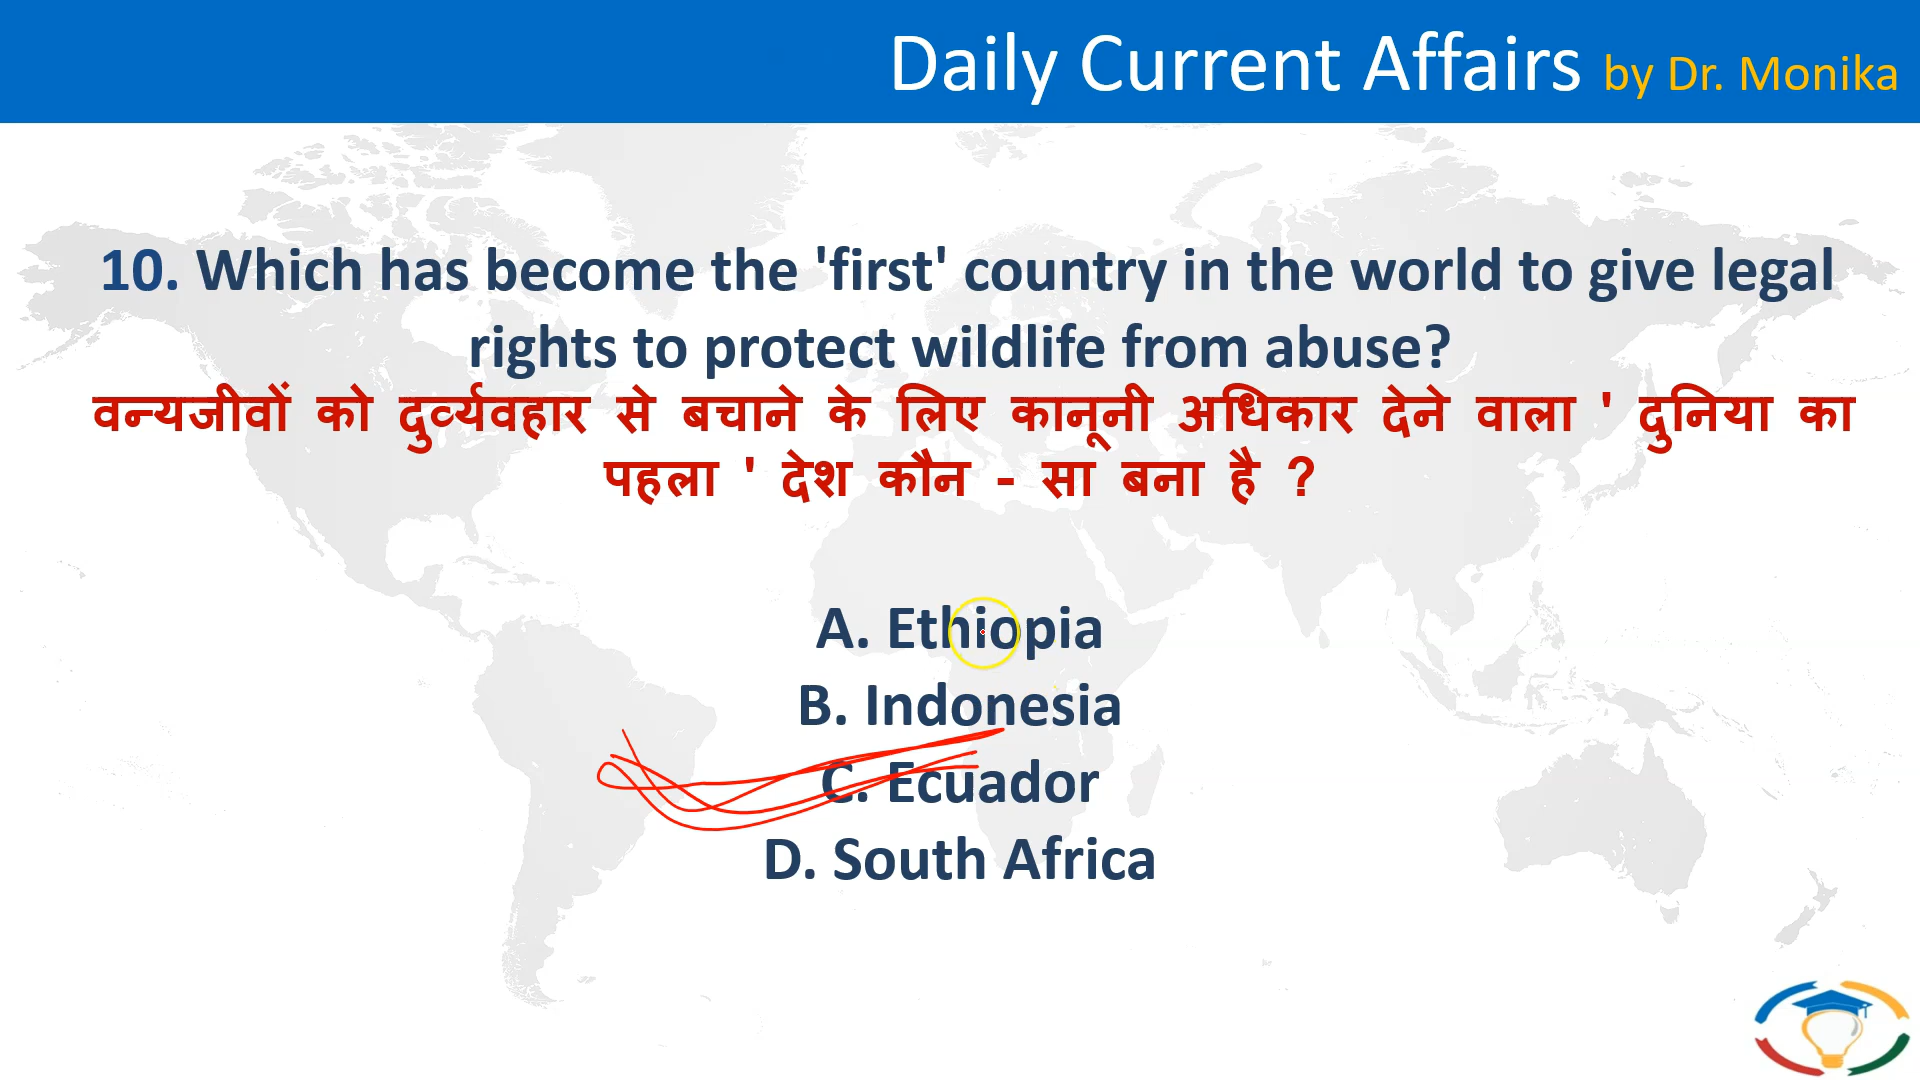 Daily Current Affairs by Dr. Monika
10. Which has become the 'first' country in the world to give legal
rights to protect wildlife from abuse?
वन्यजीवों को दुर्व्यवहार से बचाने के लिए कानूनी अधिकार देने वाला ' दुनिया का
पहला ' देश कौन - सा बना है ?
A. Ethiopia
B. Indonesia
C. Ecuador
D. South Africa